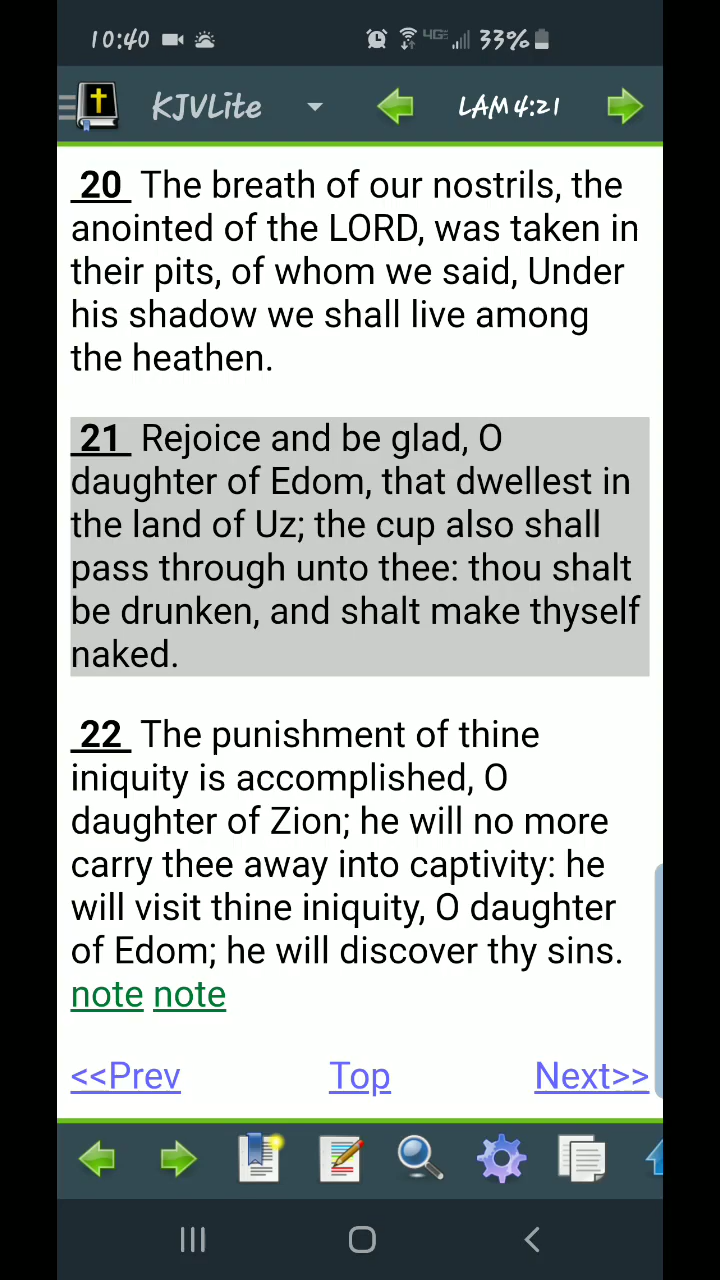 10:40 4GE 33%
KJVLite LAM 4:21
20 The breath of our nostrils, the
anointed of the LORD, was taken in
their pits, of whom we said, Under
his shadow we shall live among
the heathen.
21 Rejoice and be glad, O
daughter of Edom, that dwellest in
the land of Uz; the cup also shall
pass through unto thee: thou shalt
be drunken, and shalt make thyself
naked.
22 The punishment of thine
iniquity is accomplished, O
daughter of Zion; he will no more
carry thee away into captivity: he
will visit thine iniquity, O daughter
of Edom; he will discover thy sins.
note note
<<Prev Top Next>>